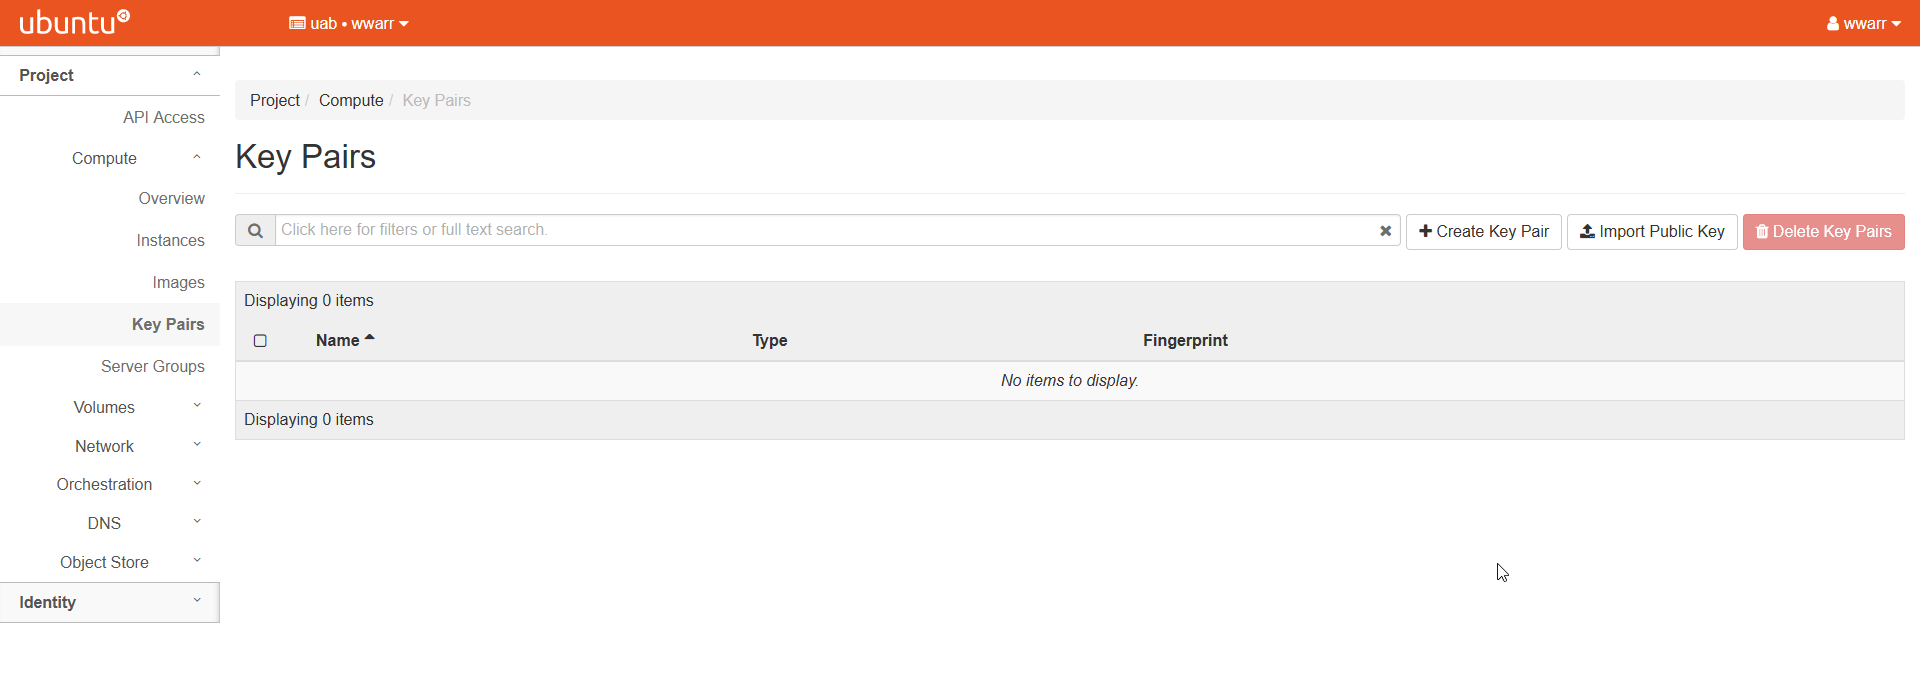 ubuntu
uab • wwarr
wwarr
Project
API Access
Compute
Overview
Instances
Images
Key Pairs
Server Groups
Volumes
Network
Orchestration
DNS
Object Store
Identity
Project / Compute / Key Pairs
Key Pairs
Click here for filters or full text search.
Create Key Pair
Import Public Key
Delete Key Pairs
Displaying 0 items
Name Type Fingerprint
No items to display.
Displaying 0 items